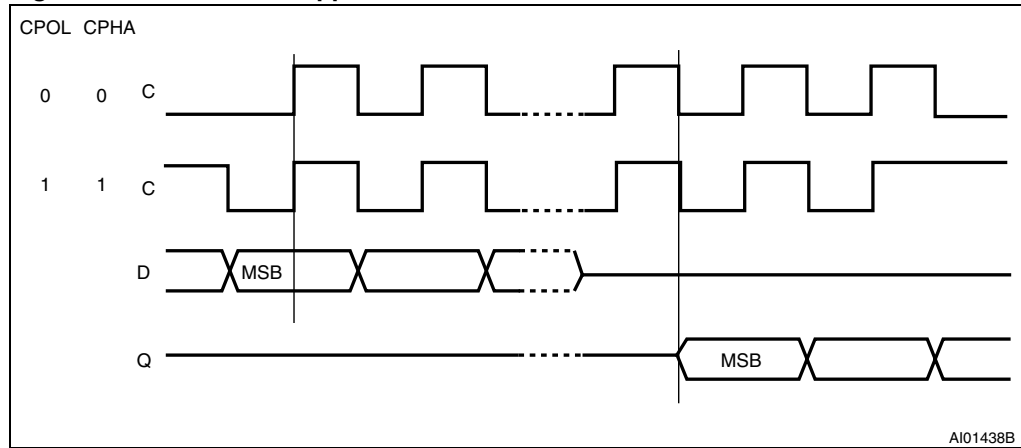 CPOL CPHA
0 0 C
1 1 C
D MSB
Q MSB
AI01438B